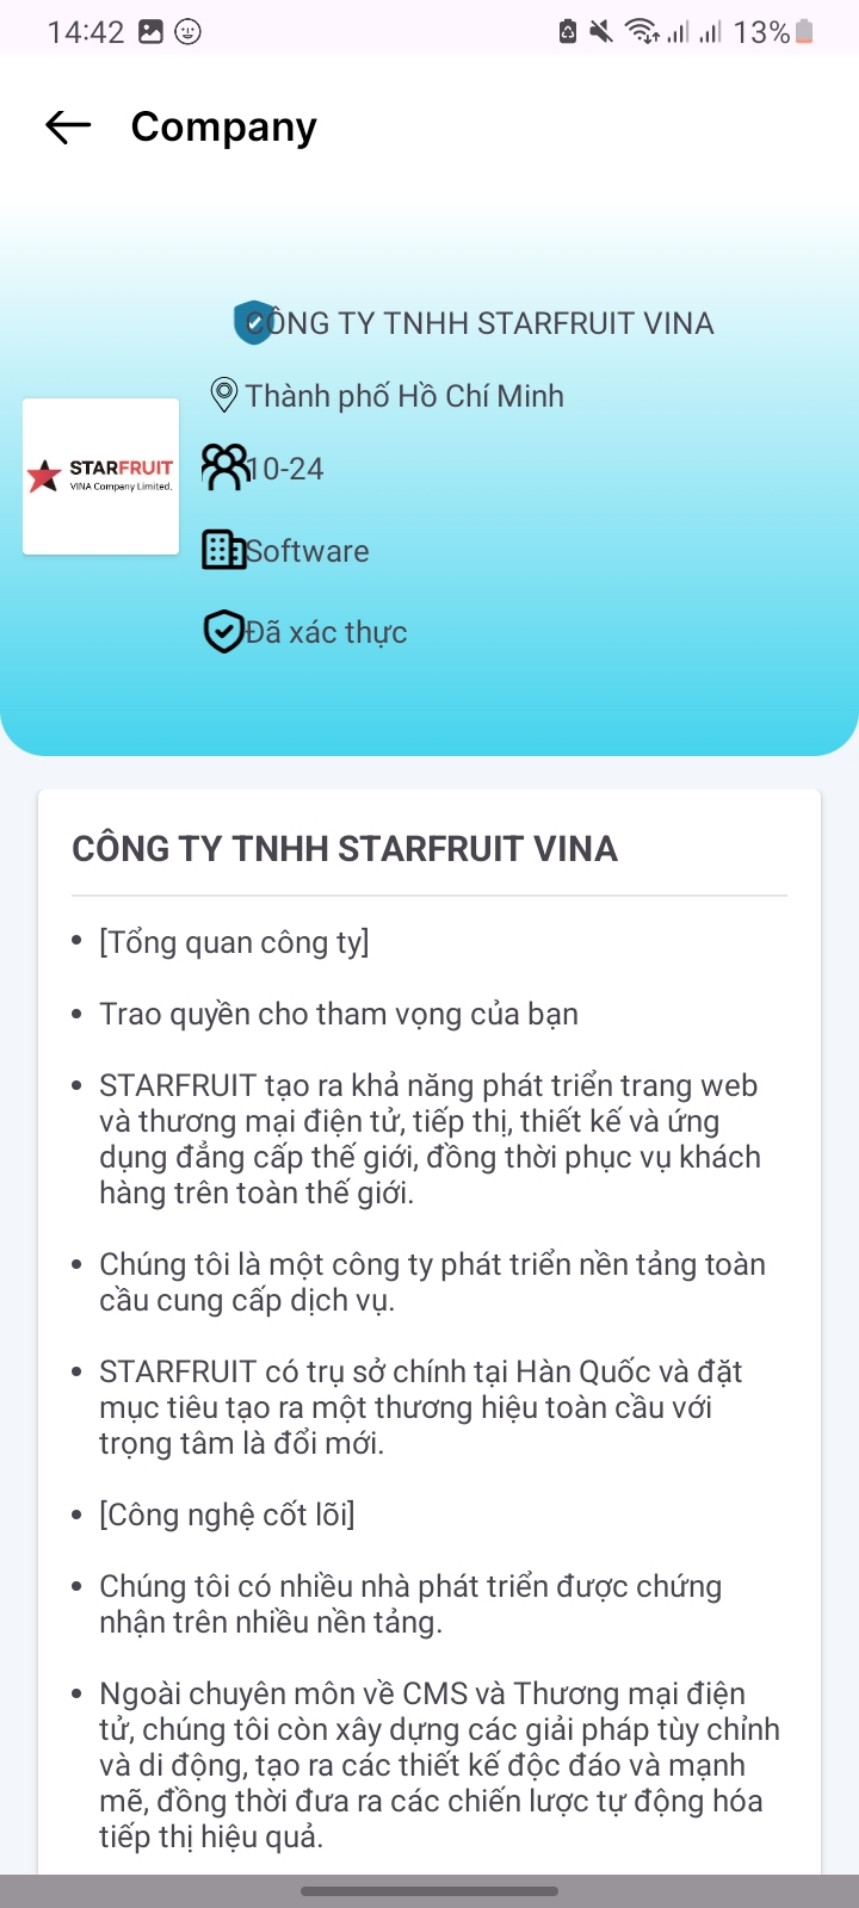 14:42
13%
Company
CÔNG TY TNHH STARFRUIT VINA
Thành phố Hồ Chí Minh
STARFRUIT
VINA Company Limited.
10-24
Software
Đã xác thực
CÔNG TY TNHH STARFRUIT VINA
• [Tổng quan công ty]
• Trao quyền cho tham vọng của bạn
• STARFRUIT tạo ra khả năng phát triển trang web
và thương mại điện tử, tiếp thị, thiết kế và ứng
dụng đẳng cấp thế giới, đồng thời phục vụ khách
hàng trên toàn thế giới.
• Chúng tôi là một công ty phát triển nền tảng toàn
cầu cung cấp dịch vụ.
• STARFRUIT có trụ sở chính tại Hàn Quốc và đặt
mục tiêu tạo ra một thương hiệu toàn cầu với
trọng tâm là đổi mới.
• [Công nghệ cốt lõi]
• Chúng tôi có nhiều nhà phát triển được chứng
nhận trên nhiều nền tảng.
• Ngoài chuyên môn về CMS và Thương mại điện
tử, chúng tôi còn xây dựng các giải pháp tùy chỉnh
và di động, tạo ra các thiết kế độc đáo và mạnh
mẽ, đồng thời đưa ra các chiến lược tự động hóa
tiếp thị hiệu quả.